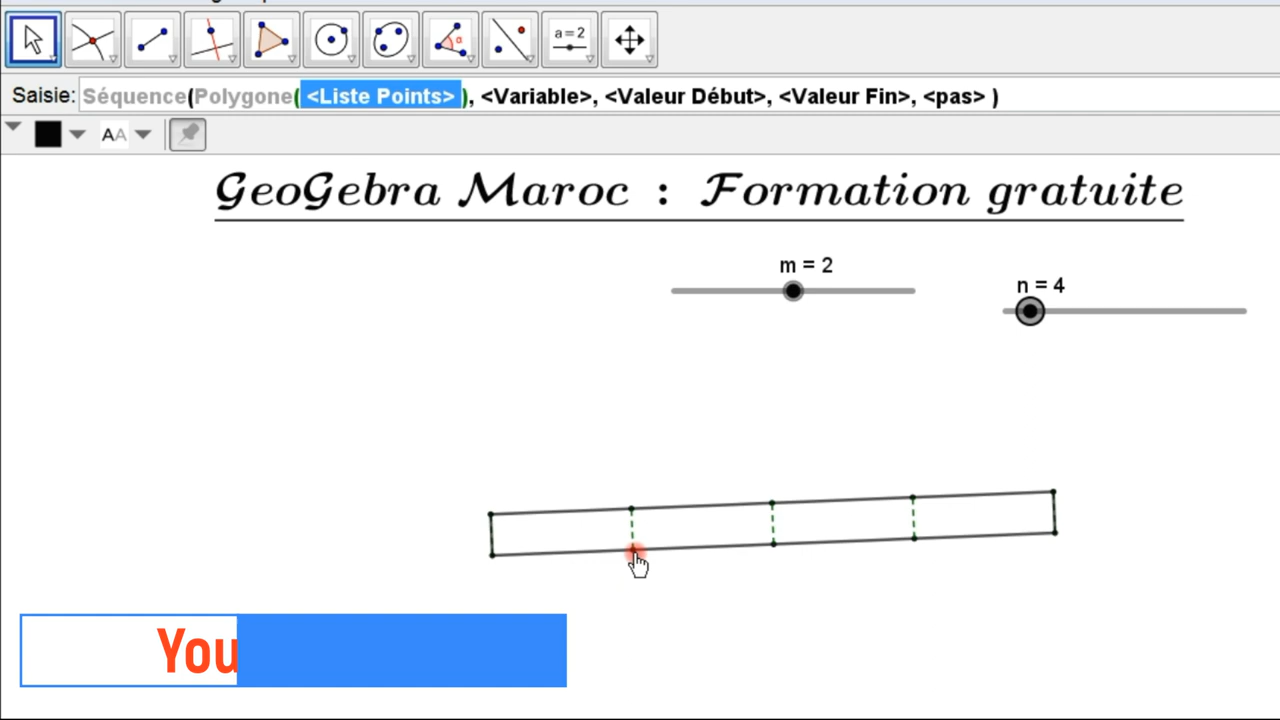 a=2
Saisie: Séquence(Polygone( <Liste Points> ), <Variable>, <Valeur Début>, <Valeur Fin>, <pas> )
AA
GeoGebra Maroc : Formation gratuite
m = 2
n = 4
You